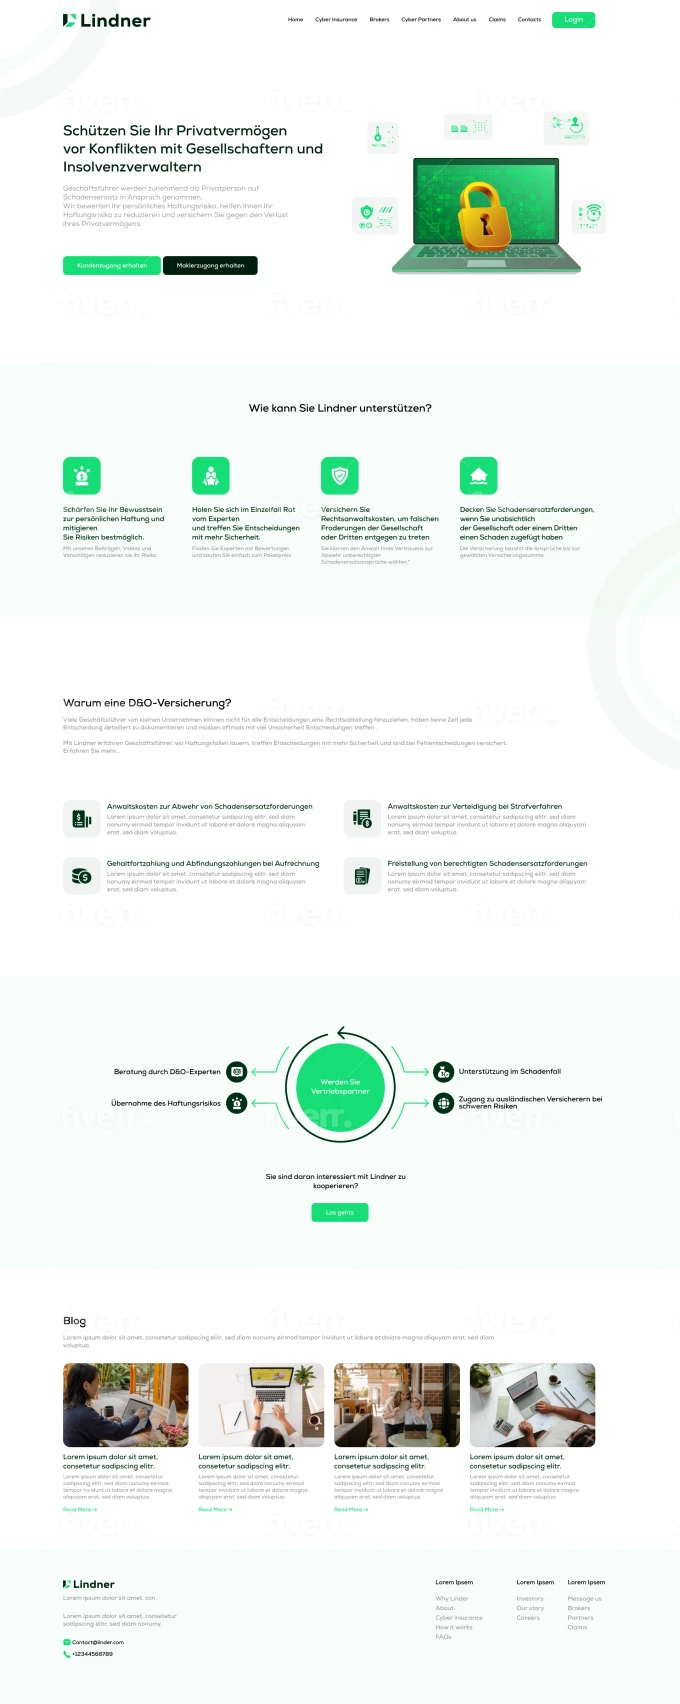 Lindner
Home Cyber Insurance Brokers Cyber Partners About us Claims Contacts Login
Schützen Sie Ihr Privatvermögen
vor Konflikten mit Gesellschaftern und
Insolvenzverwaltern
Geschäftsführer werden zunehmend als Privatperson auf
Schadensersatz in Anspruch genommen.
Wir bewerten Ihr persönliches Haftungsrisiko, helfen Ihnen Ihr
Haftungsrisiko zu reduzieren und versichern Sie gegen den Verlust
ihres Privatvermögens.
Kundenzugang erhalten Maklerzugang erhalten
Wie kann Sie Lindner unterstützen?
Schärfen Sie Ihr Bewusstsein
zur persönlichen Haftung und
mitigieren
Sie Risiken bestmöglich.
Mit unseren Beiträgen, Videos und
Vorschlägen reduzieren sie Ihr Risiko
Holen Sie sich im Einzelfall Rat
vom Experten
und treffen Sie Entscheidungen
mit mehr Sicherheit.
Finden Sie Experten mit Bewertungen
und kaufen Sie einfach zum Paketpreis
Versichern Sie
Rechtsanwaltskosten, um falschen
Froderungen der Gesellschaft
oder Dritten entgegen zu treten
Sie können den Anwalt Ihres Vertrauens zur
Abwehr unberechtigter
Schadenersatzansprüche wählen.*
Decken Sie Schadensersatzforderungen,
wenn Sie unabsichtlich
der Gesellschaft oder einem Dritten
einen Schaden zugefügt haben
Die Versicherung bezahlt die Ansprüche bis zur
gewählten Versicherungssumme
Warum eine D&O-Versicherung?
Viele Geschäftsführer von kleinen Unternehmen können nicht für alle Entscheidungen eine Rechtsabteilung hinzuziehen, haben keine Zeit jede
Entscheidung detailliert zu dokumentieren und müssen oftmals mit viel Unsicherheit Entscheidungen treffen .
Mit Lindner erfahren Geschäftsführer, wo Haftungsfallen lauern, treffen Entscheidungen mit mehr Sicherheit und sind bei Fehlentscheidungen versichert.
Erfahren Sie mehr...
Anwaltskosten zur Abwehr von Schadensersatzforderungen
Lorem ipsum dolor sit amet, consetetur sadipscing elitr, sed diam
nonumy eirmod tempor invidunt ut labore et dolore magna aliquyam
erat, sed diam voluptua.
Anwaltskosten zur Verteidigung bei Strafverfahren
Lorem ipsum dolor sit amet, consetetur sadipscing elitr, sed diam
nonumy eirmod tempor invidunt ut labore et dolore magna aliquyam
erat, sed diam voluptua.
Gehaltfortzahlung und Abfindungszahlungen bei Aufrechnung
Lorem ipsum dolor sit amet, consetetur sadipscing elitr, sed diam
nonumy eirmod tempor invidunt ut labore et dolore magna aliquyam
erat, sed diam voluptua.
Freistellung von berechtigten Schadensersatzforderungen
Lorem ipsum dolor sit amet, consetetur sadipscing elitr, sed diam
nonumy eirmod tempor invidunt ut labore et dolore magna aliquyam
erat, sed diam voluptua.
Beratung durch D&O-Experten
Übernahme des Haftungsrisikos
Werden Sie
Vertriebspartner
Unterstützung im Schadenfall
Zugang zu ausländischen Versicherern bei
schweren Risiken
Sie sind daran interessiert mit Lindner zu
kooperieren?
Los gehts
Blog
Lorem ipsum dolor sit amet, consetetur sadipscing elitr, sed diam nonumy eirmod tempor invidunt ut labore et dolore magna aliquyam erat, sed diam
voluptua.
Lorem ipsum dolor sit amet,
consetetur sadipscing elitr.
Lorem ipsum dolor sit amet, consetetur
sadipscing elitr, sed diam nonumy eirmod
tempor invidunt ut labore et dolore magna
aliquyam erat, sed diam voluptua.
Read More →
Lorem ipsum dolor sit amet,
consetetur sadipscing elitr.
Lorem ipsum dolor sit amet, consetetur
sadipscing elitr, sed diam nonumy eirmod
tempor invidunt ut labore et dolore magna
aliquyam erat, sed diam voluptua.
Read More →
Lorem ipsum dolor sit amet,
consetetur sadipscing elitr.
Lorem ipsum dolor sit amet, consetetur
sadipscing elitr, sed diam nonumy eirmod
tempor invidunt ut labore et dolore magna
aliquyam erat, sed diam voluptua.
Read More →
Lorem ipsum dolor sit amet,
consetetur sadipscing elitr.
Lorem ipsum dolor sit amet, consetetur
sadipscing elitr, sed diam nonumy eirmod
tempor invidunt ut labore et dolore magna
aliquyam erat, sed diam voluptua.
Read More →
Lindner
Lorem ipsum dolor sit amet, con.
Lorem ipsum dolor sit amet, consetetur
sadipscing elitr, sed diam nonumy.
Contact@linder.com
+12344566789
Lorem Ipsem
Why Linder
About
Cyber insurance
How it works
FAQs
Lorem Ipsem
Investors
Our story
Careers
Lorem Ipsem
Message us
Brokers
Partners
Claims
fiverr.